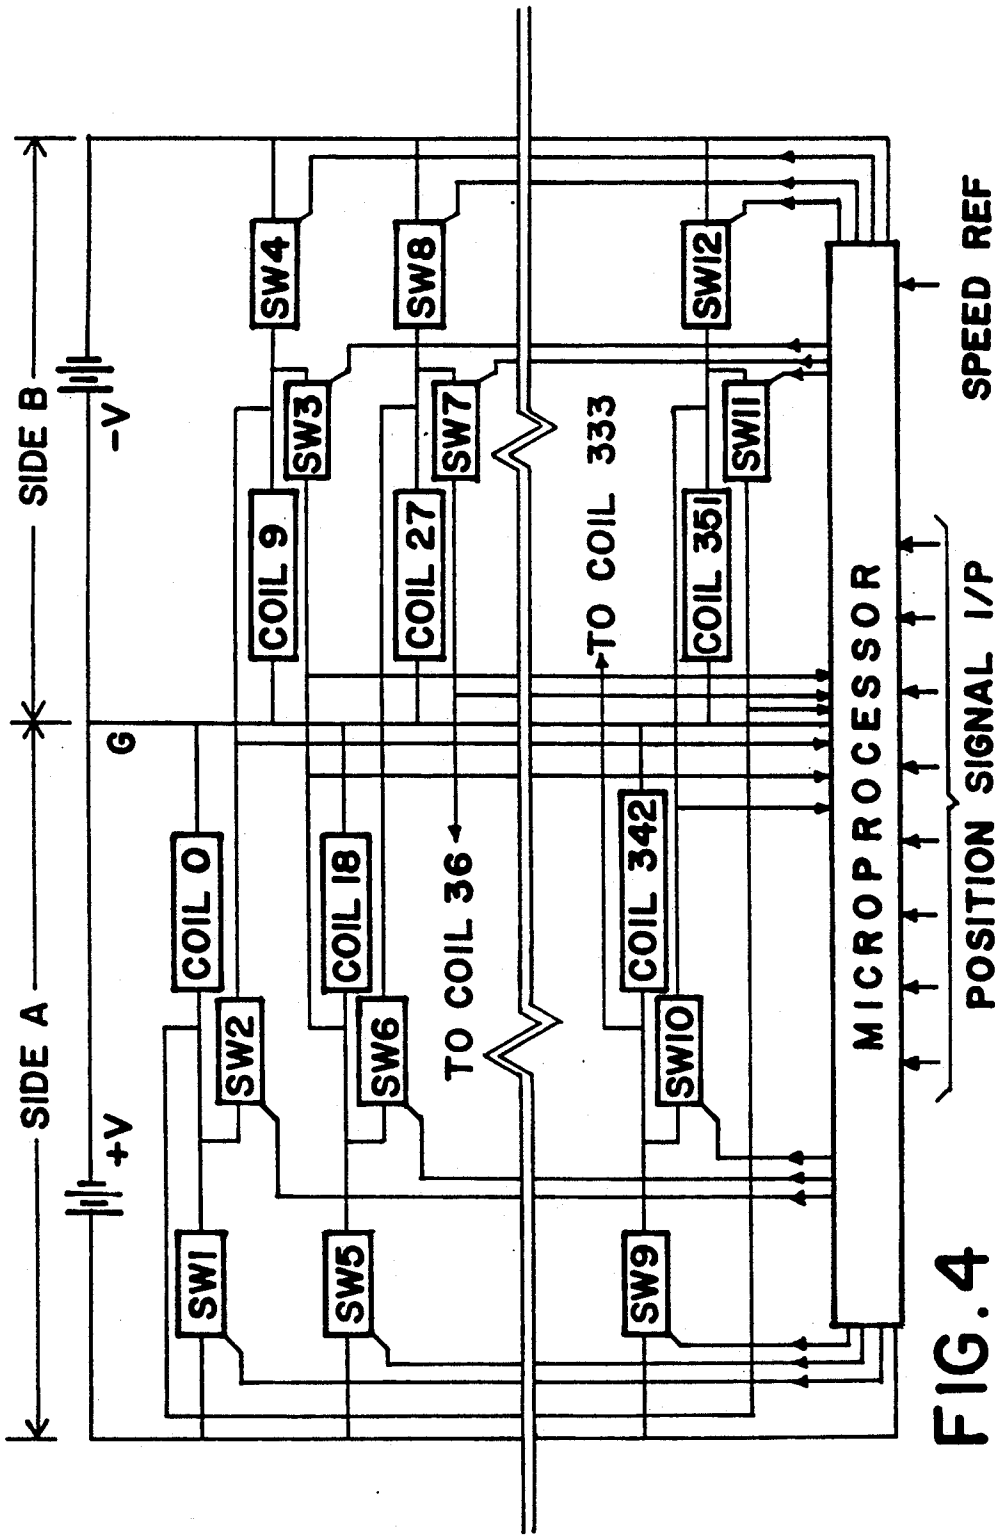 SIDE A
SIDE B
+V
G
-V
SW1
COIL 0
SW2
COIL 9
SW3
SW4
SW5
COIL 18
SW6
COIL 27
SW7
SW8
TO COIL 36
TO COIL 333
SW9
COIL 342
SW10
COIL 351
SW11
SW12
MICROPROCESSOR
POSITION SIGNAL I/P
SPEED REF
FIG. 4